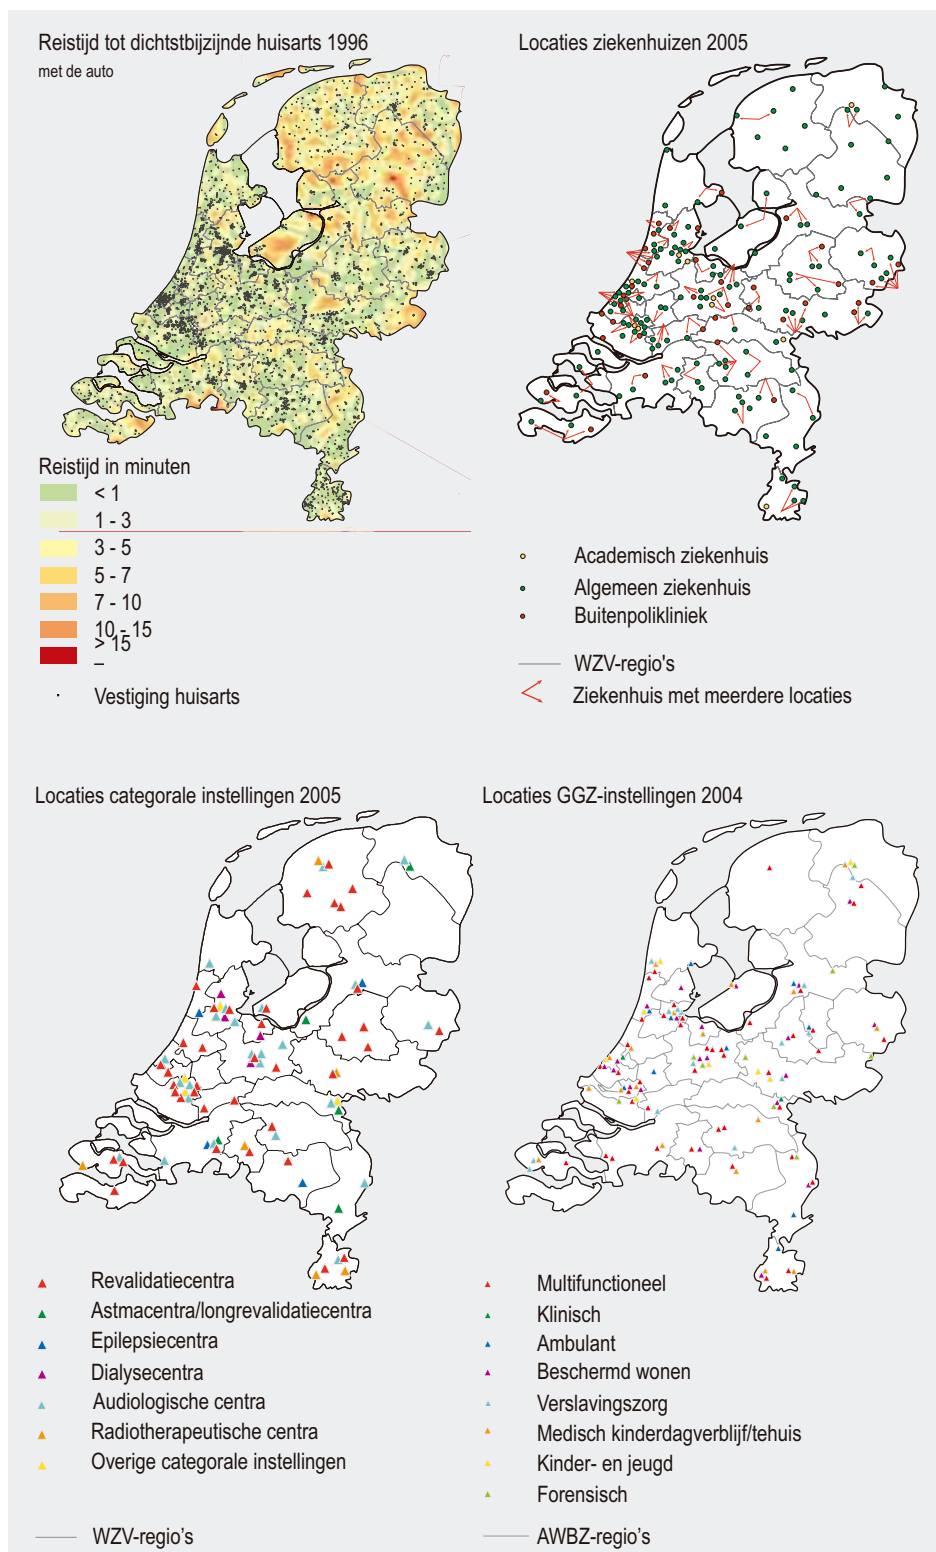 Reistijd tot dichtstbijzijnde huisarts 1996
met de auto
Reistijd in minuten
< 1
1 - 3
3 - 5
5 - 7
7 - 10
10 - 15
> 15
–
Vestiging huisarts
Locaties ziekenhuizen 2005
Academisch ziekenhuis
Algemeen ziekenhuis
Buitenpolikliniek
WZV-regio's
Ziekenhuis met meerdere locaties
Locaties categorale instellingen 2005
Revalidatiecentra
Astmacentra/longrevalidatiecentra
Epilepsiecentra
Dialysecentra
Audiologische centra
Radiotherapeutische centra
Overige categorale instellingen
WZV-regio's
Locaties GGZ-instellingen 2004
Multifunctioneel
Klinisch
Ambulant
Beschermd wonen
Verslavingszorg
Medisch kinderdagverblijf/tehuis
Kinder- en jeugd
Forensisch
AWBZ-regio's